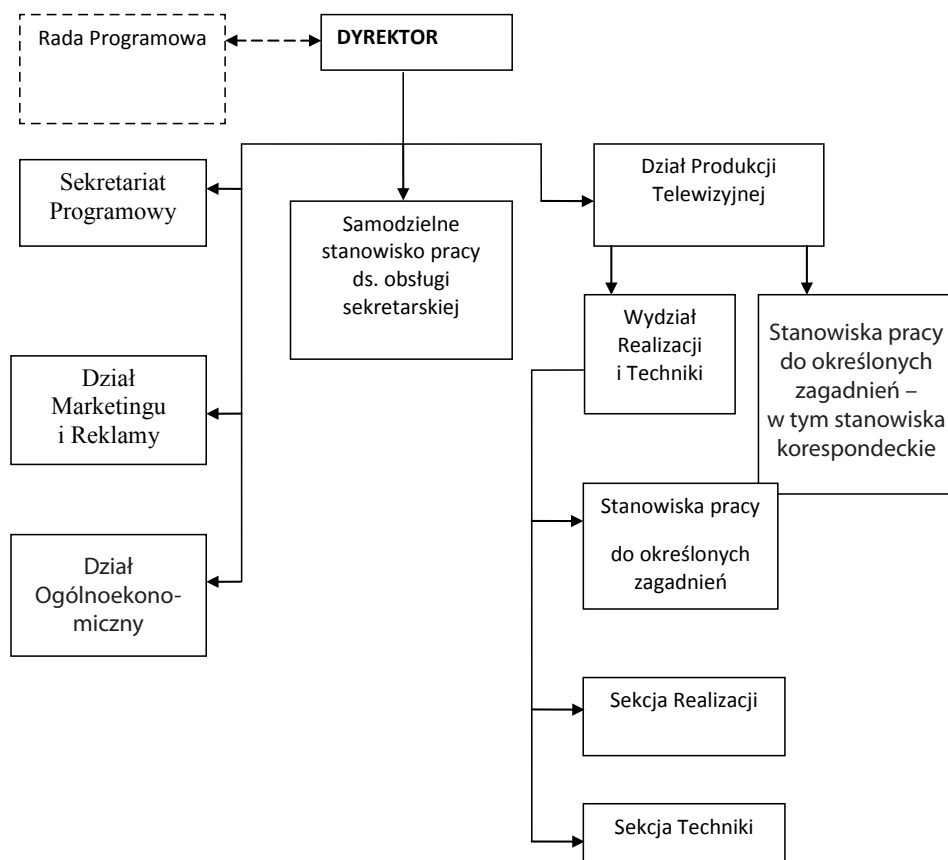 Rada Programowa
DYREKTOR
Sekretariat
Programowy
Samodzielne
stanowisko pracy
ds. obsługi
sekretarskiej
Dział Produkcji
Telewizyjnej
Wydział
Realizacji
i Techniki
Stanowiska pracy
do określonych
zagadnień –
w tym stanowiska
korespondeckie
Dział
Marketingu
i Reklamy
Stanowiska pracy
do określonych
zagadnień
Dział
Ogólnoekono-
miczny
Sekcja Realizacji
Sekcja Techniki